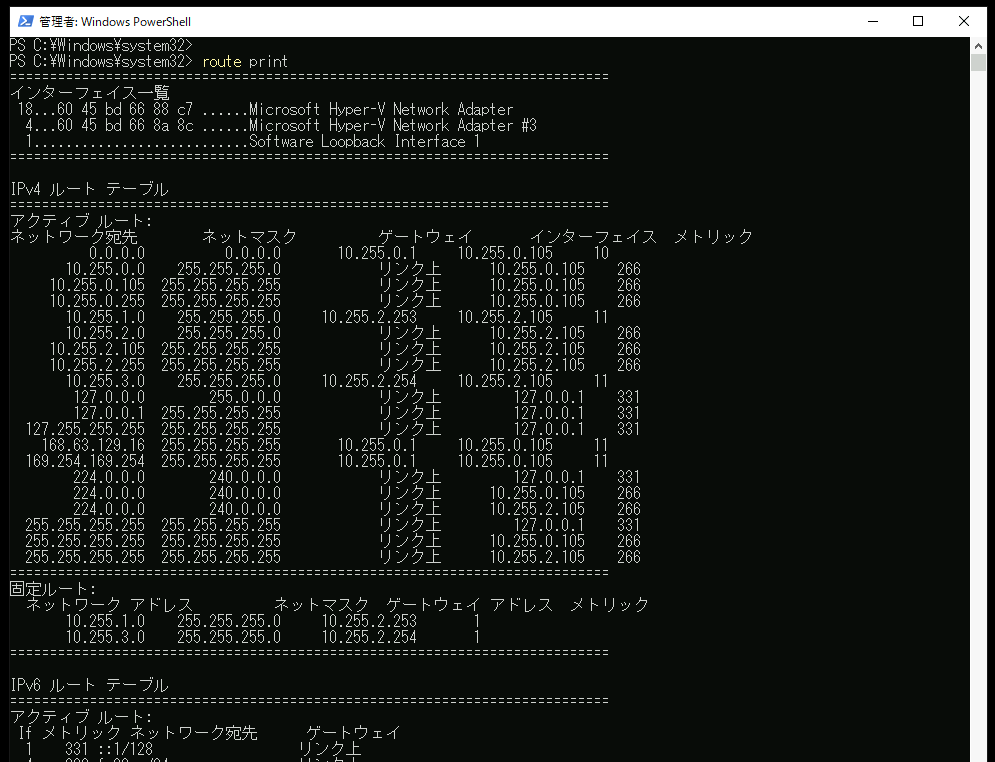 管理者: Windows PowerShell
PS C:¥Windows¥system32>
PS C:¥Windows¥system32> route print
===========================================================================
インターフェイス一覧
 18...60 45 bd 66 88 c7 ......Microsoft Hyper-V Network Adapter
  4...60 45 bd 66 8a 8c ......Microsoft Hyper-V Network Adapter #3
  1...........................Software Loopback Interface 1
===========================================================================
IPv4 ルート テーブル
===========================================================================
アクティブ ルート:
ネットワーク宛先        ネットマスク          ゲートウェイ       インターフェイス  メトリック
          0.0.0.0          0.0.0.0       10.255.0.1     10.255.0.105     10
       10.255.0.0    255.255.255.0            リンク上      10.255.0.105    266
     10.255.0.105  255.255.255.255            リンク上      10.255.0.105    266
     10.255.0.255  255.255.255.255            リンク上      10.255.0.105    266
       10.255.1.0    255.255.255.0     10.255.2.253     10.255.2.105     11
       10.255.2.0    255.255.255.0            リンク上      10.255.2.105    266
     10.255.2.105  255.255.255.255            リンク上      10.255.2.105    266
     10.255.2.255  255.255.255.255            リンク上      10.255.2.105    266
       10.255.3.0    255.255.255.0     10.255.2.254     10.255.2.105     11
        127.0.0.0        255.0.0.0            リンク上         127.0.0.1    331
        127.0.0.1  255.255.255.255            リンク上         127.0.0.1    331
  127.255.255.255  255.255.255.255            リンク上         127.0.0.1    331
    168.63.129.16  255.255.255.255       10.255.0.1     10.255.0.105     11
  169.254.169.254  255.255.255.255       10.255.0.1     10.255.0.105     11
        224.0.0.0        240.0.0.0            リンク上         127.0.0.1    331
        224.0.0.0        240.0.0.0            リンク上      10.255.0.105    266
        224.0.0.0        240.0.0.0            リンク上      10.255.2.105    266
  255.255.255.255  255.255.255.255            リンク上         127.0.0.1    331
  255.255.255.255  255.255.255.255            リンク上      10.255.0.105    266
  255.255.255.255  255.255.255.255            リンク上      10.255.2.105    266
===========================================================================
固定ルート:
  ネットワーク アドレス          ネットマスク  ゲートウェイ アドレス  メトリック
       10.255.1.0    255.255.255.0     10.255.2.253       1
       10.255.3.0    255.255.255.0     10.255.2.254       1
===========================================================================
IPv6 ルート テーブル
===========================================================================
アクティブ ルート:
 If メトリック ネットワーク宛先      ゲートウェイ
  1    331 ::1/128                  リンク上